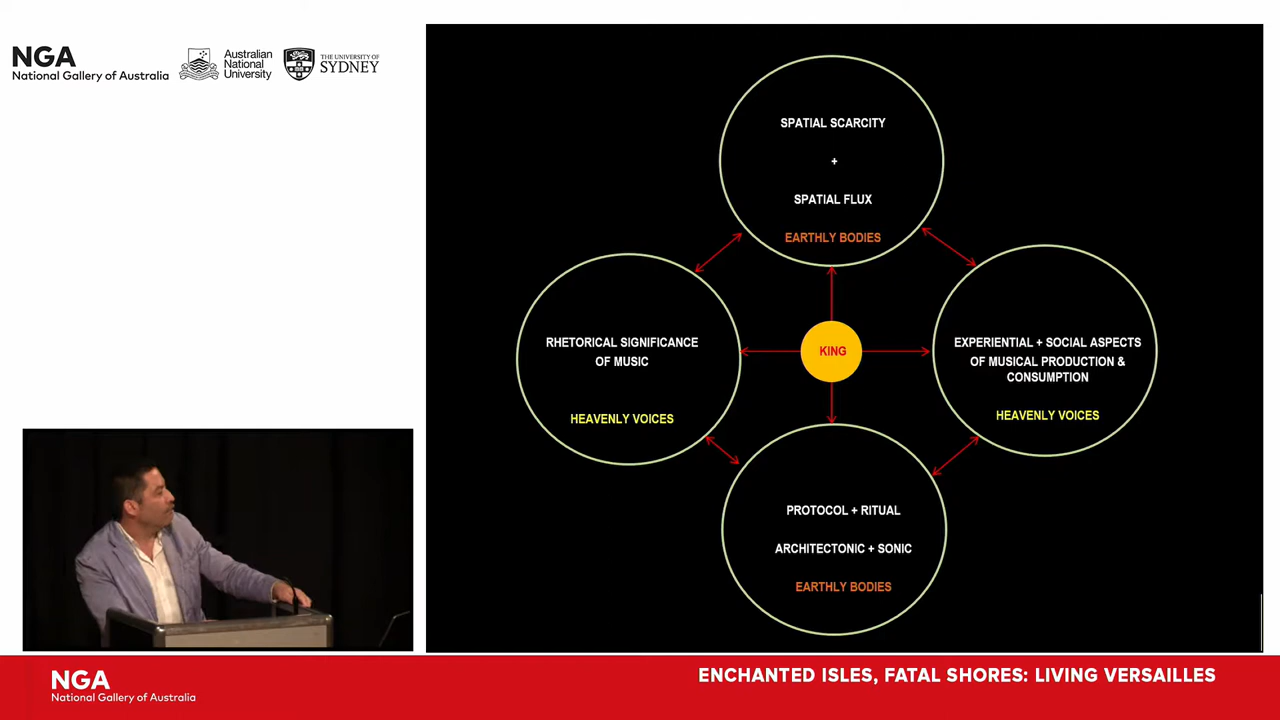 NGA
National Gallery of Australia
Australian
National
University
THE UNIVERSITY OF
SYDNEY
SPATIAL SCARCITY
+
SPATIAL FLUX
EARTHLY BODIES
RHETORICAL SIGNIFICANCE
OF MUSIC
HEAVENLY VOICES
KING
EXPERIENTIAL + SOCIAL ASPECTS
OF MUSICAL PRODUCTION &
CONSUMPTION
HEAVENLY VOICES
PROTOCOL + RITUAL
ARCHITECTONIC + SONIC
EARTHLY BODIES
NGA
National Gallery of Australia
ENCHANTED ISLES, FATAL SHORES: LIVING VERSAILLES